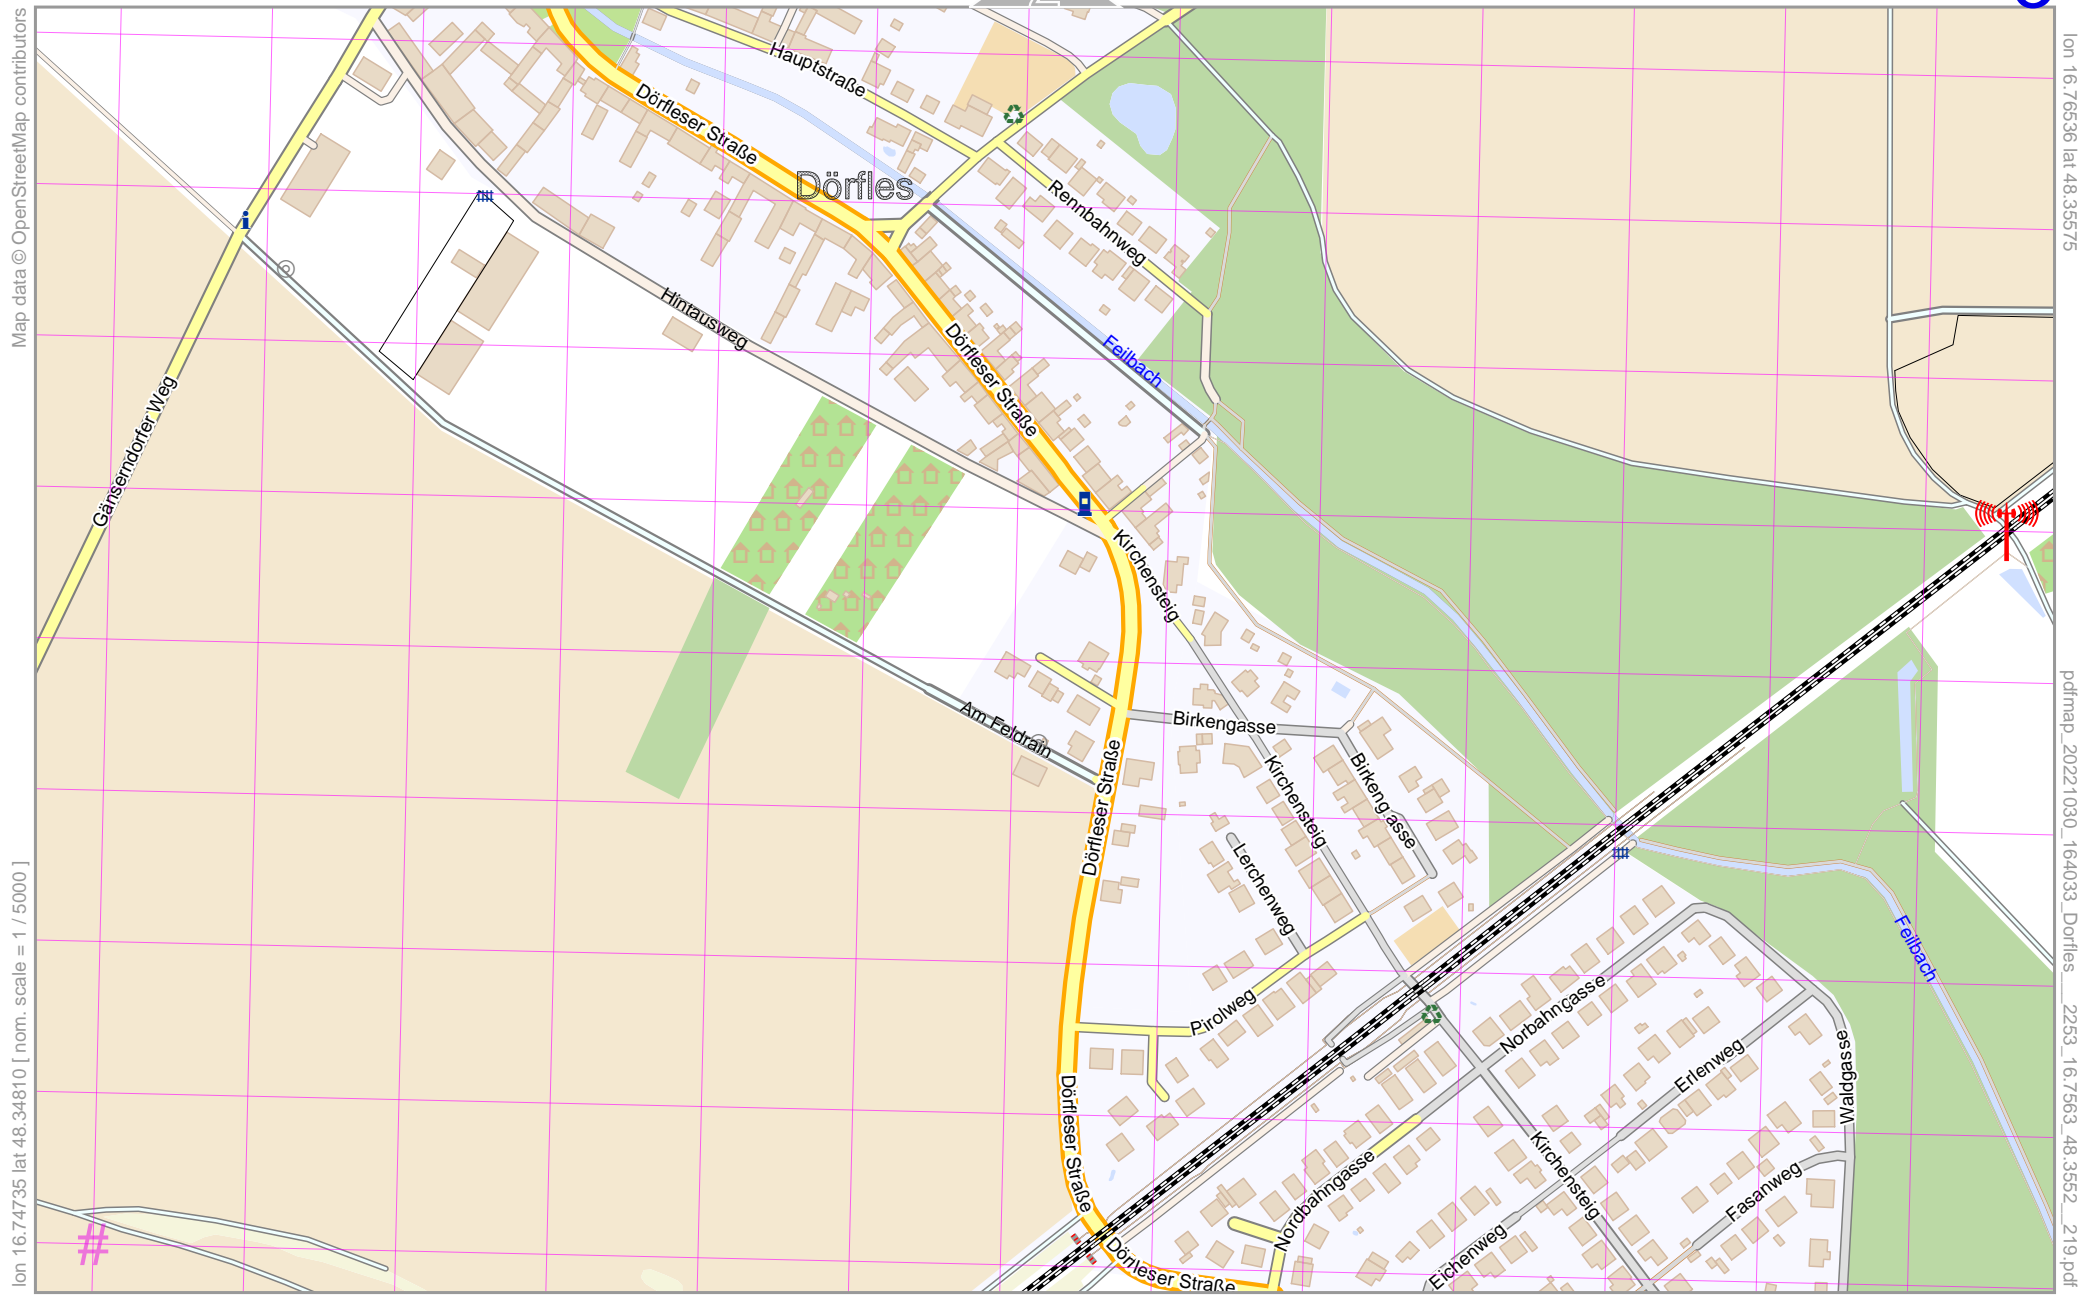 Map data © OpenStreetMap contributors
lon 16.74735 lat 48.34810 [ nom. scale = 1 / 5000 ]
lon 16.76536 lat 48.35575
pdfmap_20221030_164033_Dorfles___2253_16.7563_48.3552__219.pdf
Hauptstraße
Dörfleser Straße
Dörfles
Rennbahnweg
Hintausweg
Feilbach
Dörfleser Straße
Gänserndorfer Weg
Kirchensteig
Am Feldrain
Birkengasse
Dörfleser Straße
Kirchensteig
Birkengasse
Lerchenweg
Pirolweg
Feilbach
Norbahngasse
Erlenweg
Waldgasse
Dörfleser Straße
Kirchensteig
Nordbahngasse
Fasanweg
Eichenweg
Dörfleser Straße
#